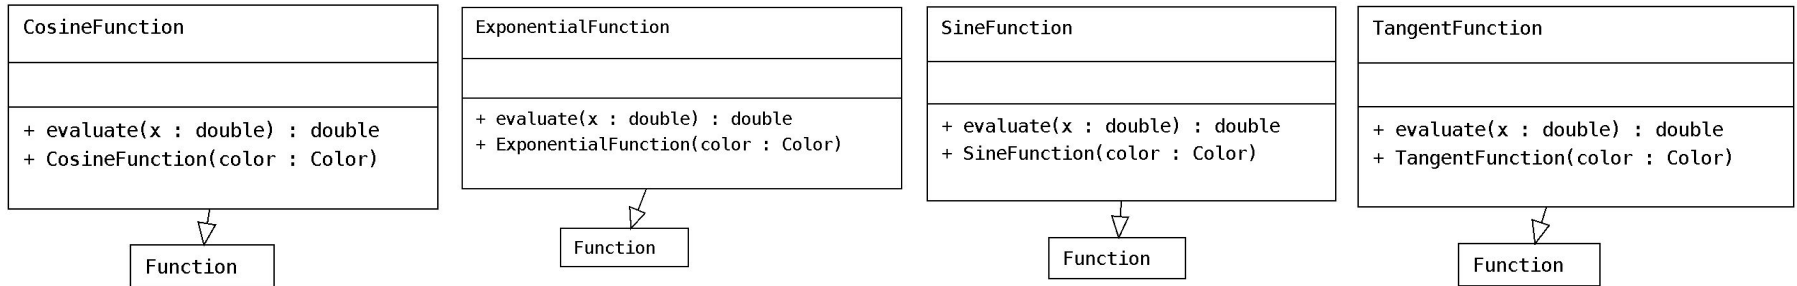 CosineFunction
+ evaluate(x : double) : double
+ CosineFunction(color : Color)
Function
ExponentialFunction
+ evaluate(x : double) : double
+ ExponentialFunction(color : Color)
Function
SineFunction
+ evaluate(x : double) : double
+ SineFunction(color : Color)
Function
TangentFunction
+ evaluate(x : double) : double
+ TangentFunction(color : Color)
Function